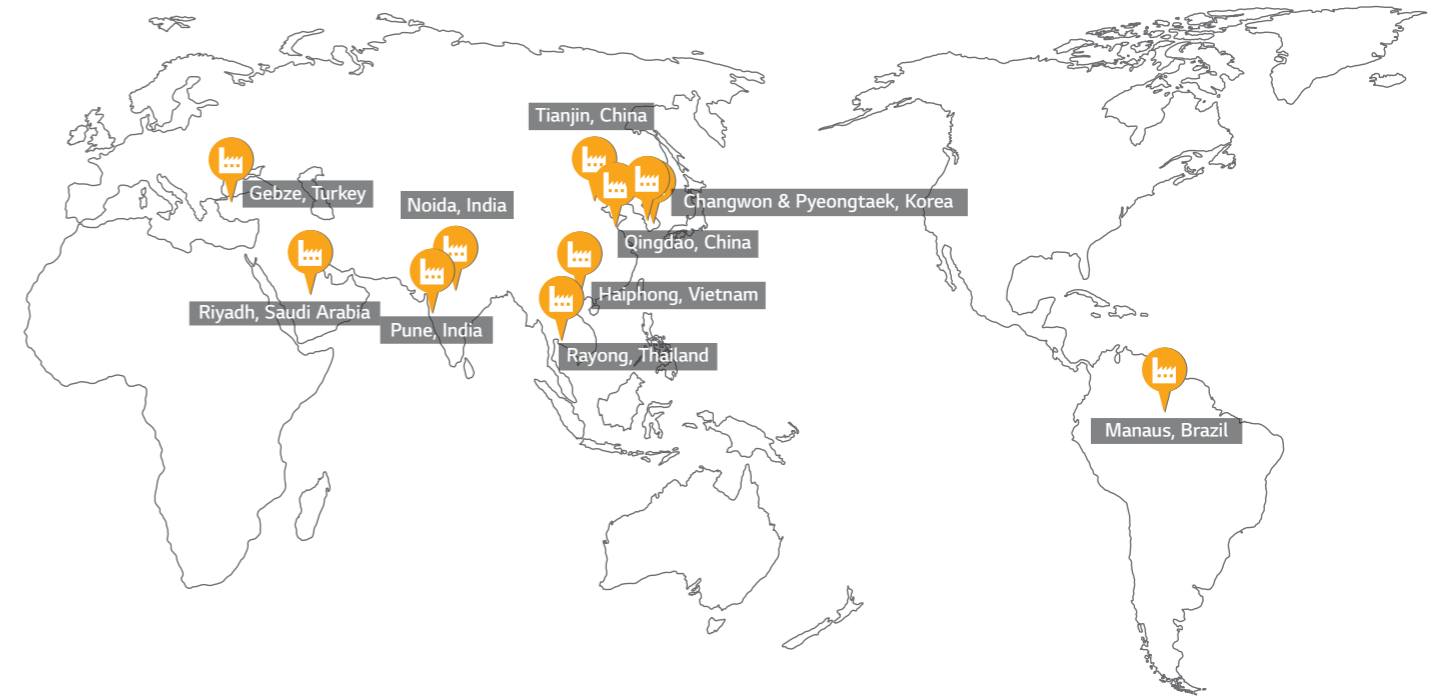 Tianjin, China
Gebze, Turkey
Changwon & Pyeongtaek, Korea
Noida, India
Qingdao, China
Haiphong, Vietnam
Riyadh, Saudi Arabia
Pune, India
Rayong, Thailand
Manaus, Brazil